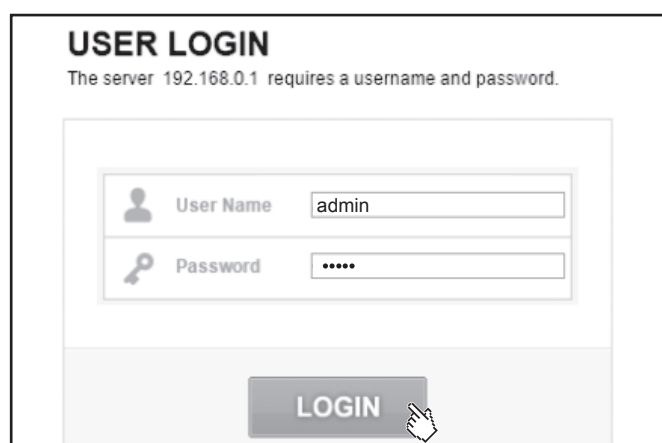 USER LOGIN
The server 192.168.0.1 requires a username and password.
User Name admin
Password •••••
LOGIN